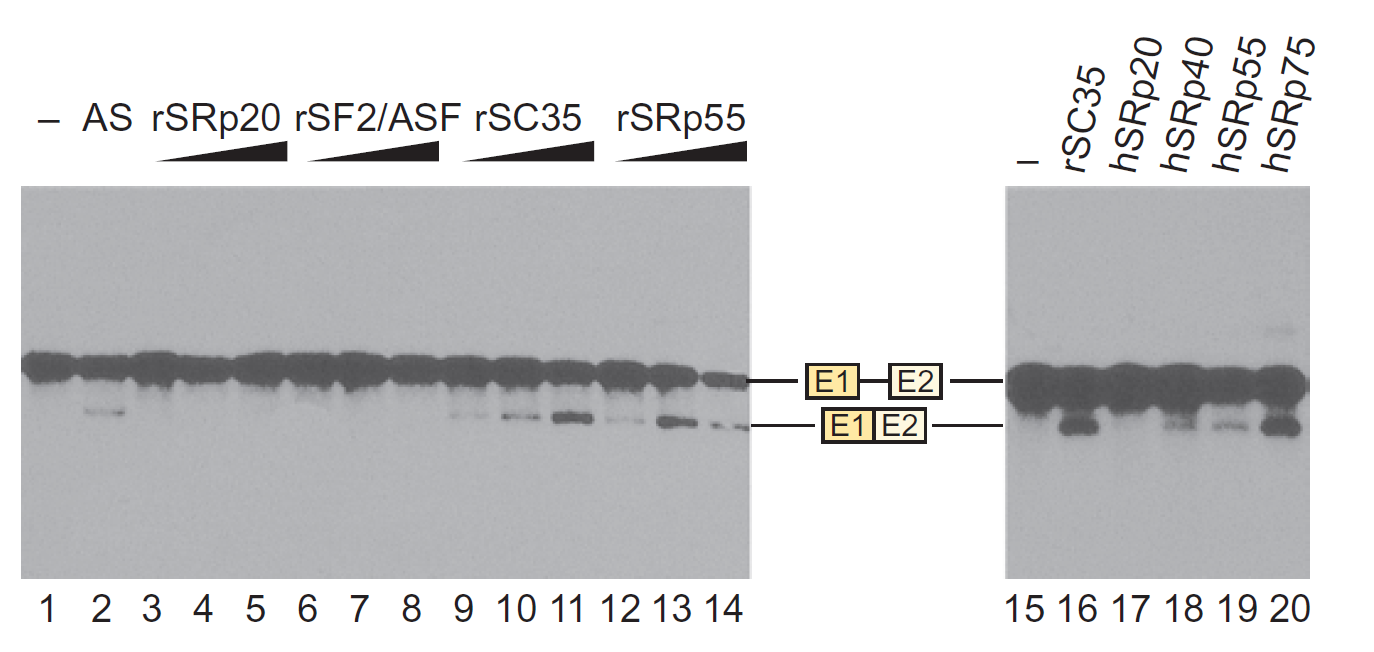 – AS rSRp20 rSF2/ASF rSC35 rSRp55
– rSC35 hSRp20 hSRp40 hSRp55 hSRp75
E1 E2
E1 E2
1 2 3 4 5 6 7 8 9 10 11 12 13 14
15 16 17 18 19 20